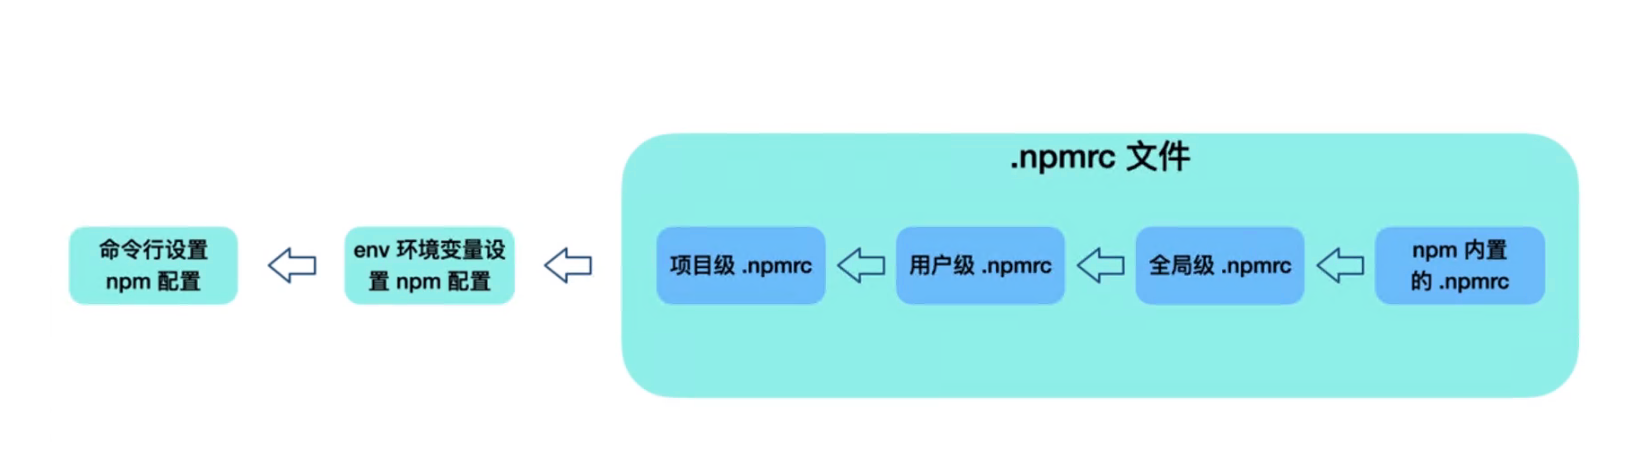 .npmrc 文件
命令行设置
npm 配置
env 环境变量设
置 npm 配置
项目级 .npmrc
用户级 .npmrc
全局级 .npmrc
npm 内置
的 .npmrc